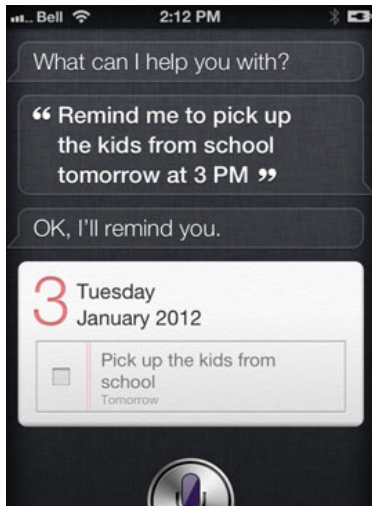 Bell 2:12 PM
What can I help you with?
“ Remind me to pick up
the kids from school
tomorrow at 3 PM ”
OK, I’ll remind you.
3 Tuesday
January 2012
Pick up the kids from
school
Tomorrow